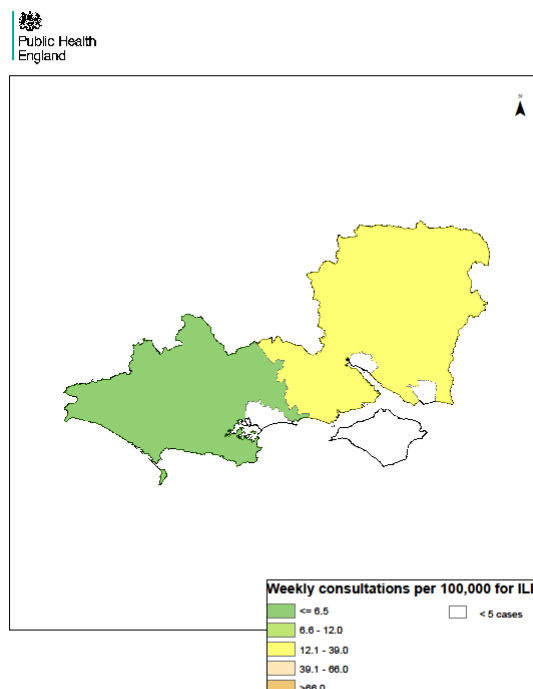 Public Health
England
N
Weekly consultations per 100,000 for ILI
<= 6.5
< 5 cases
6.6 - 12.0
12.1 - 39.0
39.1 - 66.0
>66.0